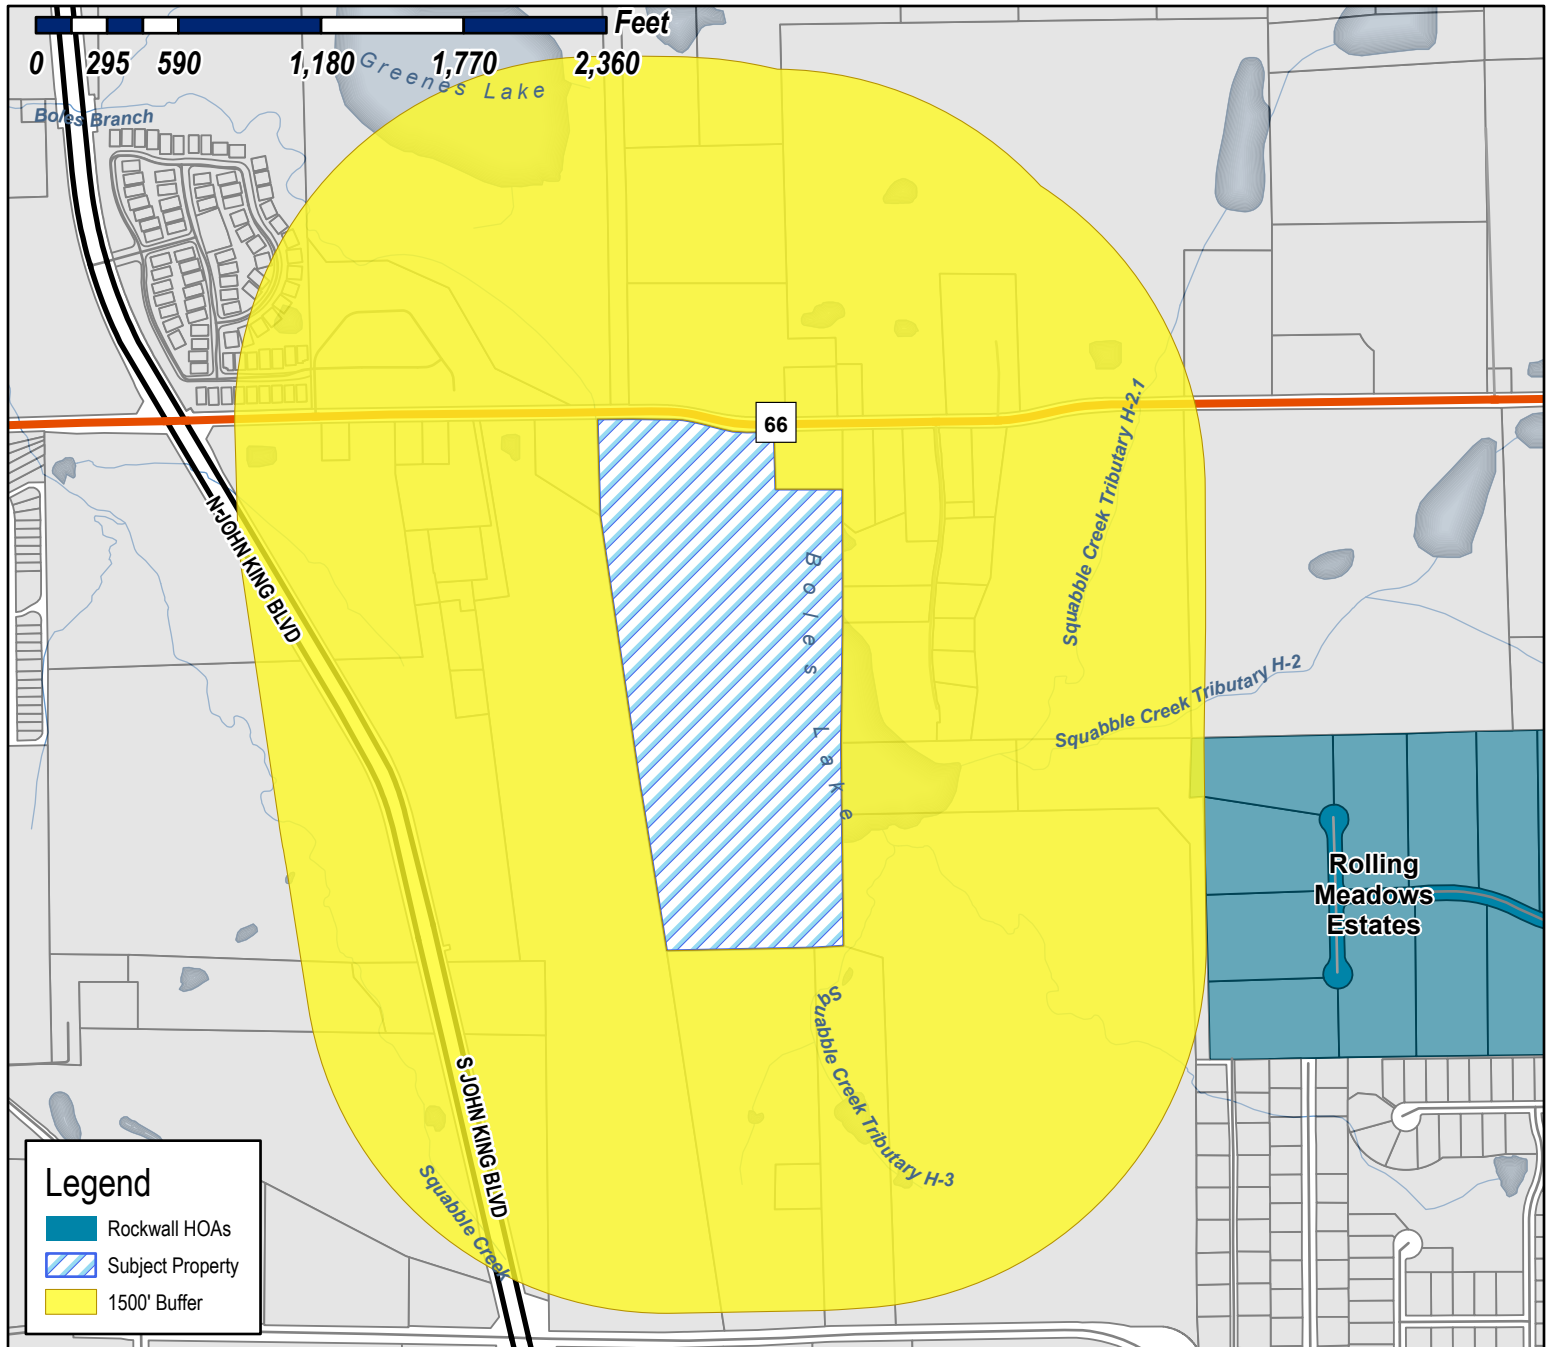 Feet
0 295 590 1,180 1,770 2,360
Greenes Lake
Boles Branch
66
Squabble Creek Tributary H-2.1
N JOHN KING BLVD
Boles Lake
Squabble Creek Tributary H-2
Rolling
Meadows
Estates
Squabble Creek Tributary H-3
S JOHN KING BLVD
Squabble Creek
Legend
Rockwall HOAs
Subject Property
1500' Buffer